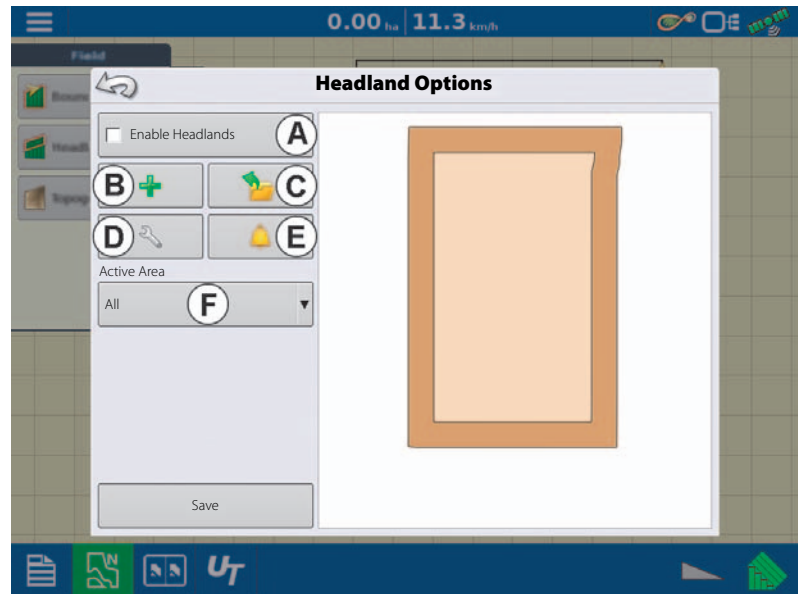 0.00 ha 11.3 km/h
Field
Headland Options
Enable Headlands A
B C
D E
Active Area
All F
Save
N UT